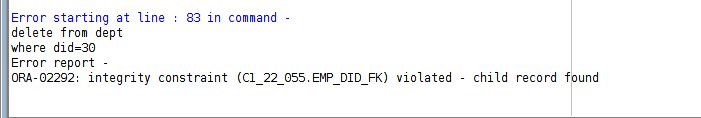 Error starting at line : 83 in command -
delete from dept
where did=30
Error report -
ORA-02292: integrity constraint (C1_22_055.EMP_DID_FK) violated - child record found